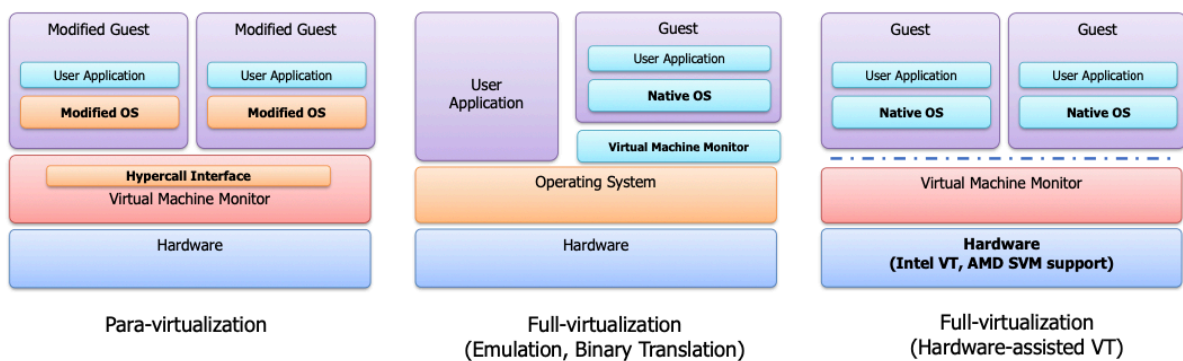 Modified Guest
User Application
Modified OS
Modified Guest
User Application
Modified OS
Hypercall Interface
Virtual Machine Monitor
Hardware
Para-virtualization
User
Application
Guest
User Application
Native OS
Virtual Machine Monitor
Operating System
Hardware
Full-virtualization
(Emulation, Binary Translation)
Guest
User Application
Native OS
Guest
User Application
Native OS
Virtual Machine Monitor
Hardware
(Intel VT, AMD SVM support)
Full-virtualization
(Hardware-assisted VT)